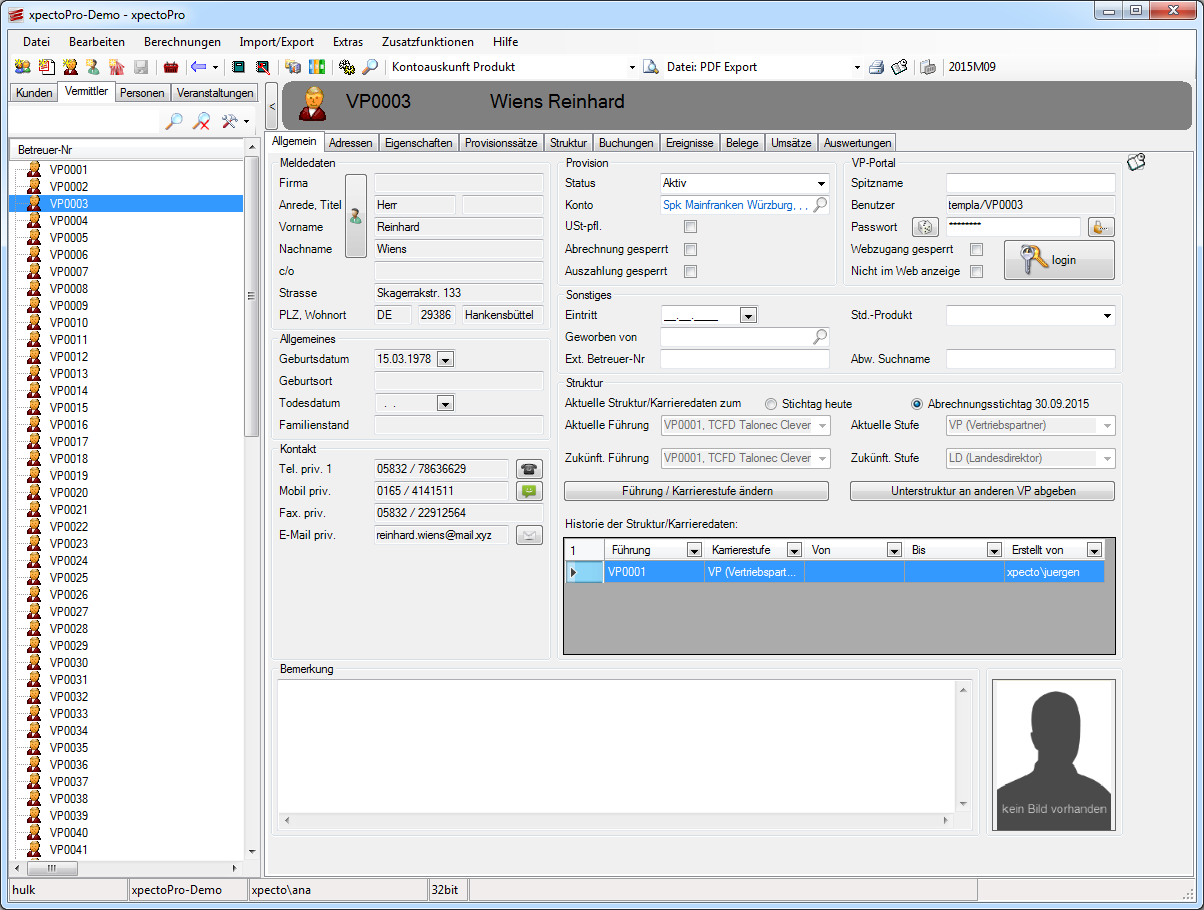 xpectoPro-Demo - xpectoPro
Datei Bearbeiten Berechnungen Import/Export Extras Zusatzfunktionen Hilfe
Kontoauskunft Produkt Datei: PDF Export 2015M09
Kunden Vermittler Personen Veranstaltungen
< VP0003 Wiens Reinhard
Betreuer-Nr
VP0001
VP0002
VP0003
VP0004
VP0005
VP0006
VP0007
VP0008
VP0009
VP0010
VP0011
VP0012
VP0013
VP0014
VP0015
VP0016
VP0017
VP0018
VP0019
VP0020
VP0021
VP0022
VP0023
VP0024
VP0025
VP0026
VP0027
VP0028
VP0029
VP0030
VP0031
VP0032
VP0033
VP0034
VP0035
VP0036
VP0037
VP0038
VP0039
VP0040
VP0041
Allgemein Adressen Eigenschaften Provisionssätze Struktur Buchungen Ereignisse Belege Umsätze Auswertungen
Meldedaten
Firma
Anrede, Titel Herr
Vorname Reinhard
Nachname Wiens
c/o
Strasse Skagerrakstr. 133
PLZ, Wohnort DE 29386 Hankensbüttel
Allgemeines
Geburtsdatum 15.03.1978
Geburtsort
Todesdatum . .
Familienstand
Kontakt
Tel. priv. 1 05832 / 78636629
Mobil priv. 0165 / 4141511
Fax. priv. 05832 / 22912564
E-Mail priv. reinhard.wiens@mail.xyz
Provision
Status Aktiv
Konto Spk Mainfranken Würzburg, . .
USt-pfl.
Abrechnung gesperrt
Auszahlung gesperrt
VP-Portal
Spitzname
Benutzer templa/VP0003
Passwort ********
Webzugang gesperrt
Nicht im Web anzeige
login
Sonstiges
Eintritt __.__.____ Std.-Produkt
Geworben von
Ext. Betreuer-Nr Abw. Suchname
Struktur
Aktuelle Struktur/Karrieredaten zum Stichtag heute Abrechnungsstichtag 30.09.2015
Aktuelle Führung VP0001, TCFD Talonec Clever Aktuelle Stufe VP (Vertriebspartner)
Zukünft. Führung VP0001, TCFD Talonec Clever Zukünft. Stufe LD (Landesdirektor)
Führung / Karrierestufe ändern Unterstruktur an anderen VP abgeben
Historie der Struktur/Karrieredaten:
1 Führung Karrierestufe Von Bis Erstellt von
VP0001 VP (Vertriebspart... xpecto\juergen
Bemerkung
kein Bild vorhanden
hulk xpectoPro-Demo xpecto\ana 32bit